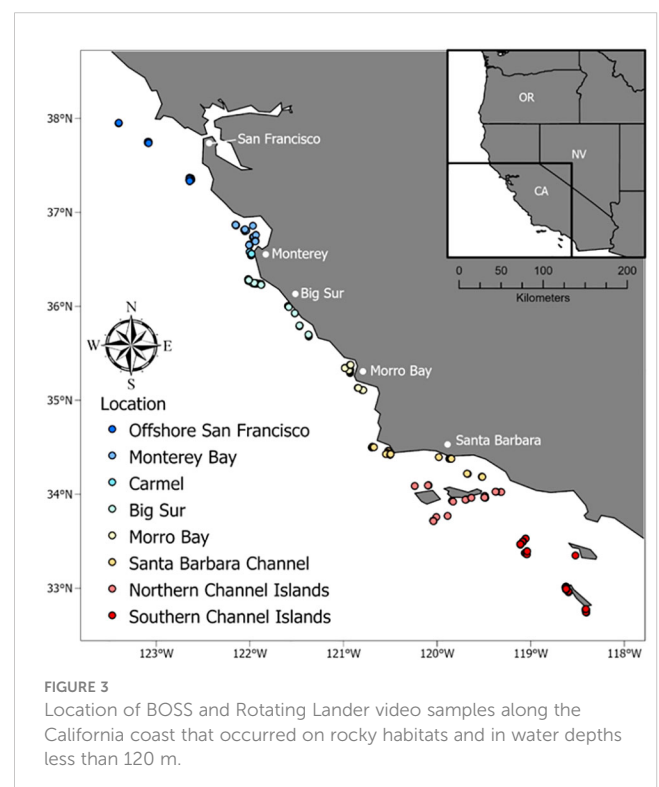 38°N
37°N
36°N
35°N
34°N
33°N
123°W 122°W 121°W 120°W 119°W 118°W
San Francisco
Monterey
Big Sur
Morro Bay
Santa Barbara
OR
NV
CA
0 50 100 200
Kilometers
N
W E
S
Location
Offshore San Francisco
Monterey Bay
Carmel
Big Sur
Morro Bay
Santa Barbara Channel
Northern Channel Islands
Southern Channel Islands
FIGURE 3
Location of BOSS and Rotating Lander video samples along the
California coast that occurred on rocky habitats and in water depths
less than 120 m.